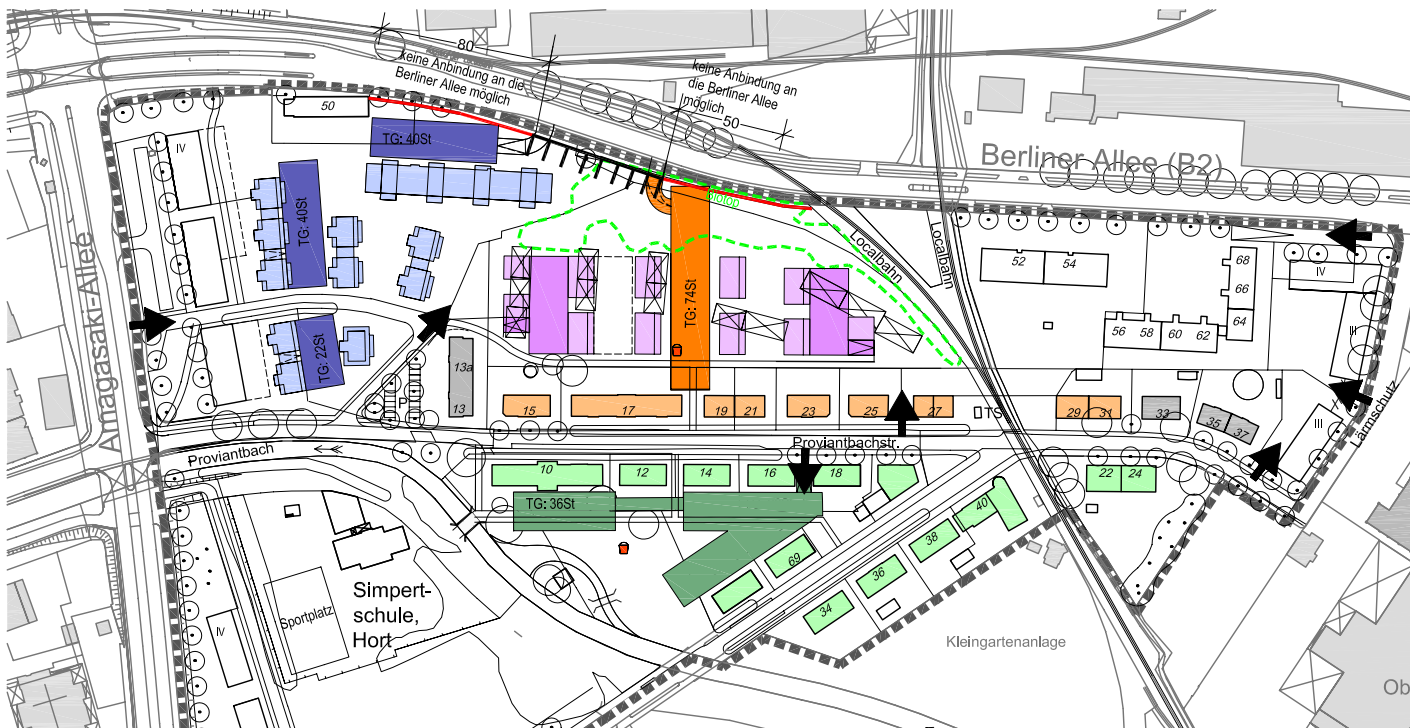 80
keine Anbindung an die
Berliner Allee möglich
keine Anbindung an
die Berliner Allee
möglich
50
50
TG: 40St
IV
Berliner Allee (B2)
TG: 40St
biotop
Localbahn
Localbahn
52
54
68
66
64
IV
III
56
58
60
62
TG: 74St
TG: 22St
Amagasaki-Allee
13a
13
P
15
17
19
21
23
25
27
TS
29
31
33
35
37
III
Lärmschutz
Proviantbach
Proviantbachstr.
10
12
14
16
18
22
24
TG: 36St
40
38
36
34
69
Simpert-
schule,
Hort
Sportplatz
IV
Kleingartenanlage
Ob